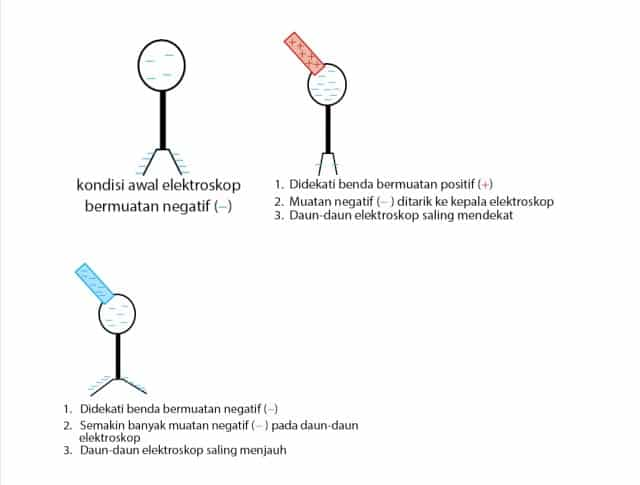 kondisi awal elektroskop
bermuatan negatif (−)
1. Didekati benda bermuatan positif (+)
2. Muatan negatif (−) ditarik ke kepala elektroskop
3. Daun-daun elektroskop saling mendekat
1. Didekati benda bermuatan negatif (−)
2. Semakin banyak muatan negatif (−) pada daun-daun
elektroskop
3. Daun-daun elektroskop saling menjauh